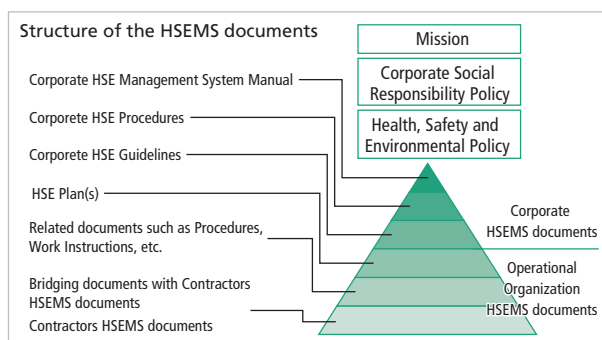 Structure of the HSEMS documents
Mission
Corporate Social
Responsibility Policy
Health, Safety and
Environmental Policy
Corporate HSE Management System Manual
Corporete HSE Procedures
Corporete HSE Guidelines
HSE Plan(s)
Related documents such as Procedures,
Work Instructions, etc.
Bridging documents with Contractors
HSEMS documents
Contractors HSEMS documents
Corporate
HSEMS documents
Operational
Organization
HSEMS documents